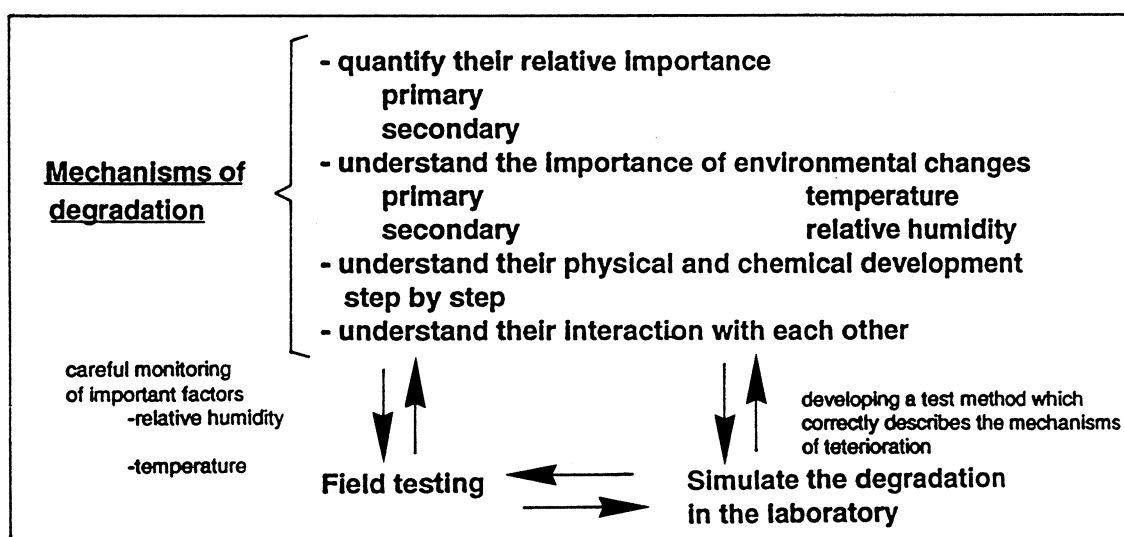 Mechanisms of
degradation
- quantify their relative importance
primary
secondary
- understand the importance of environmental changes
primary temperature
secondary relative humidity
- understand their physical and chemical development
step by step
- understand their interaction with each other
careful monitoring
of important factors
-relative humidity
-temperature
developing a test method which
correctly describes the mechanisms
of teterioration
Field testing
Simulate the degradation
in the laboratory